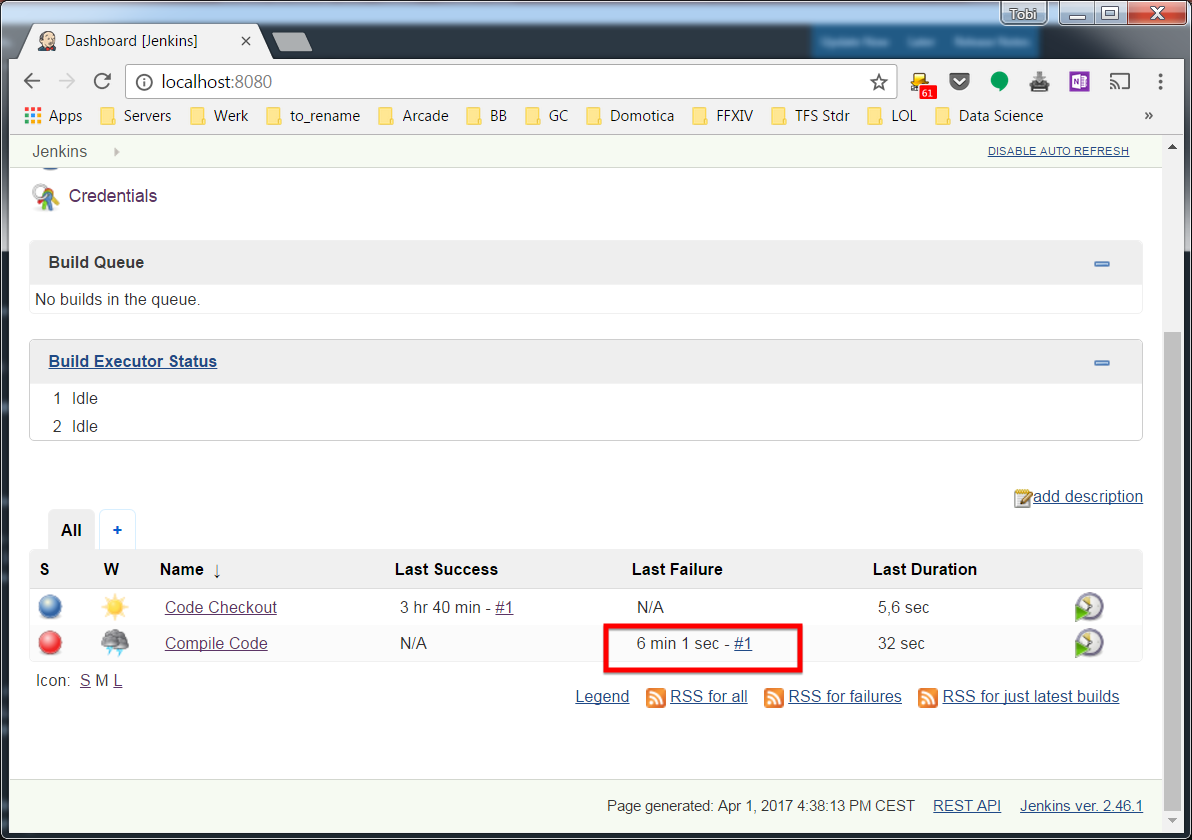 Tobi
Dashboard [Jenkins]
Update Now Later Release Notes
localhost:8080
61
N
Apps Servers Werk to_rename Arcade BB GC Domotica FFXIV TFS Stdr LOL Data Science »
Jenkins DISABLE AUTO REFRESH
Credentials
Build Queue
No builds in the queue.
Build Executor Status
1 Idle
2 Idle
add description
All +
S W Name ↓ Last Success Last Failure Last Duration
Code Checkout 3 hr 40 min - #1 N/A 5,6 sec
Compile Code N/A 6 min 1 sec - #1 32 sec
Icon: S M L
Legend RSS for all RSS for failures RSS for just latest builds
Page generated: Apr 1, 2017 4:38:13 PM CEST REST API Jenkins ver. 2.46.1